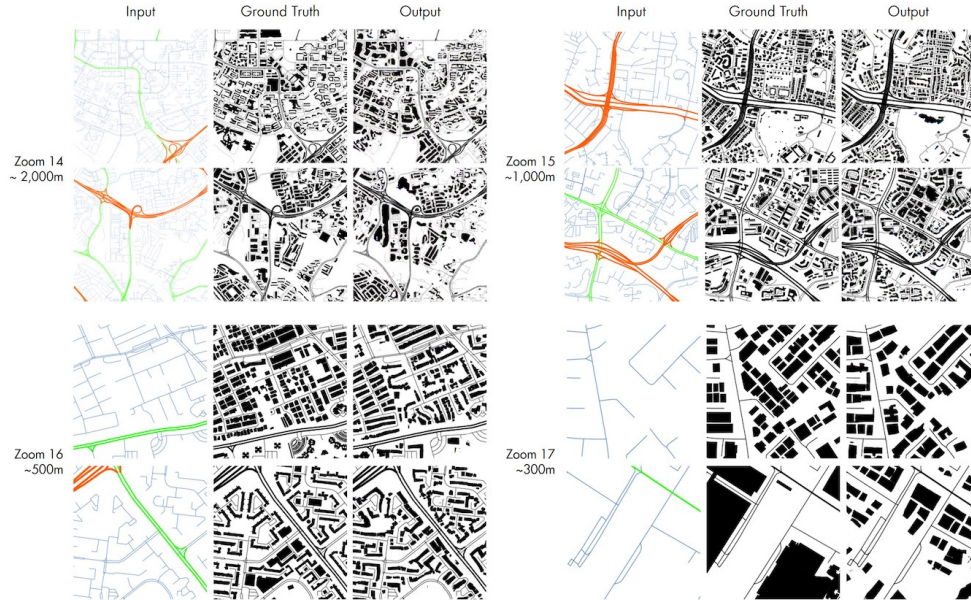 Input Ground Truth Output
Input Ground Truth Output
Zoom 14
~ 2,000m
Zoom 15
~1,000m
Zoom 16
~500m
Zoom 17
~300m